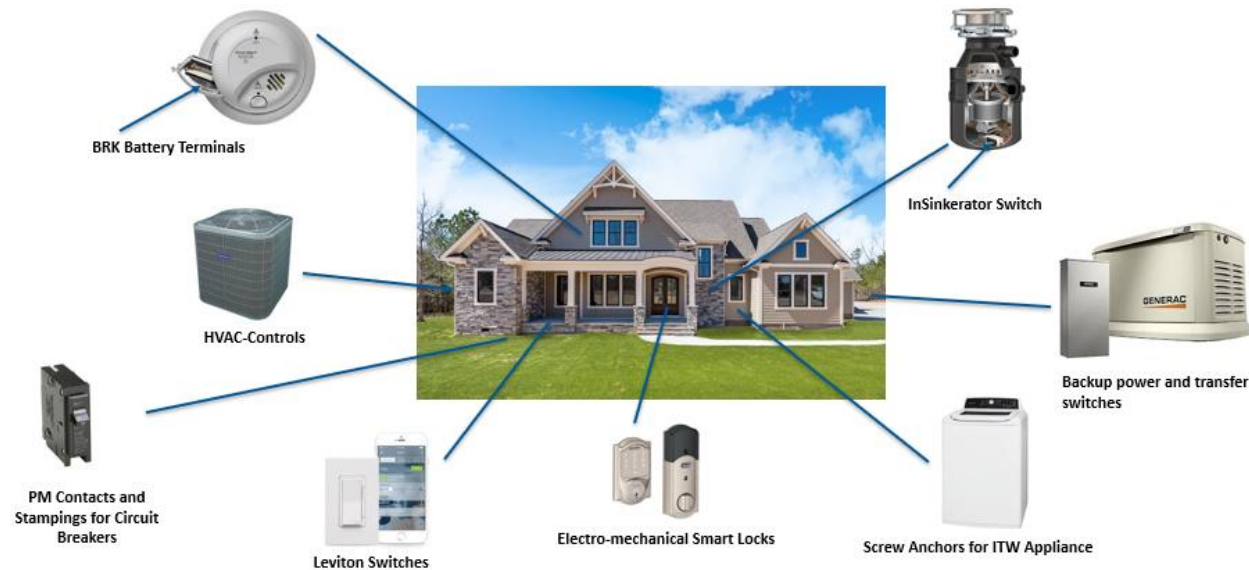 BRK Battery Terminals
InSinkerator Switch
HVAC-Controls
GENERAC
Backup power and transfer
switches
PM Contacts and
Stampings for Circuit
Breakers
Leviton Switches
Electro-mechanical Smart Locks
Screw Anchors for ITW Appliance